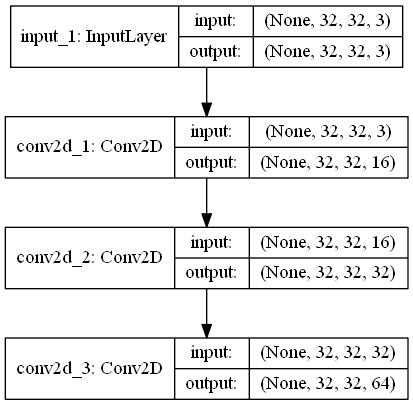 input_1: InputLayer
input: (None, 32, 32, 3)
output: (None, 32, 32, 3)
conv2d_1: Conv2D
input: (None, 32, 32, 3)
output: (None, 32, 32, 16)
conv2d_2: Conv2D
input: (None, 32, 32, 16)
output: (None, 32, 32, 32)
conv2d_3: Conv2D
input: (None, 32, 32, 32)
output: (None, 32, 32, 64)